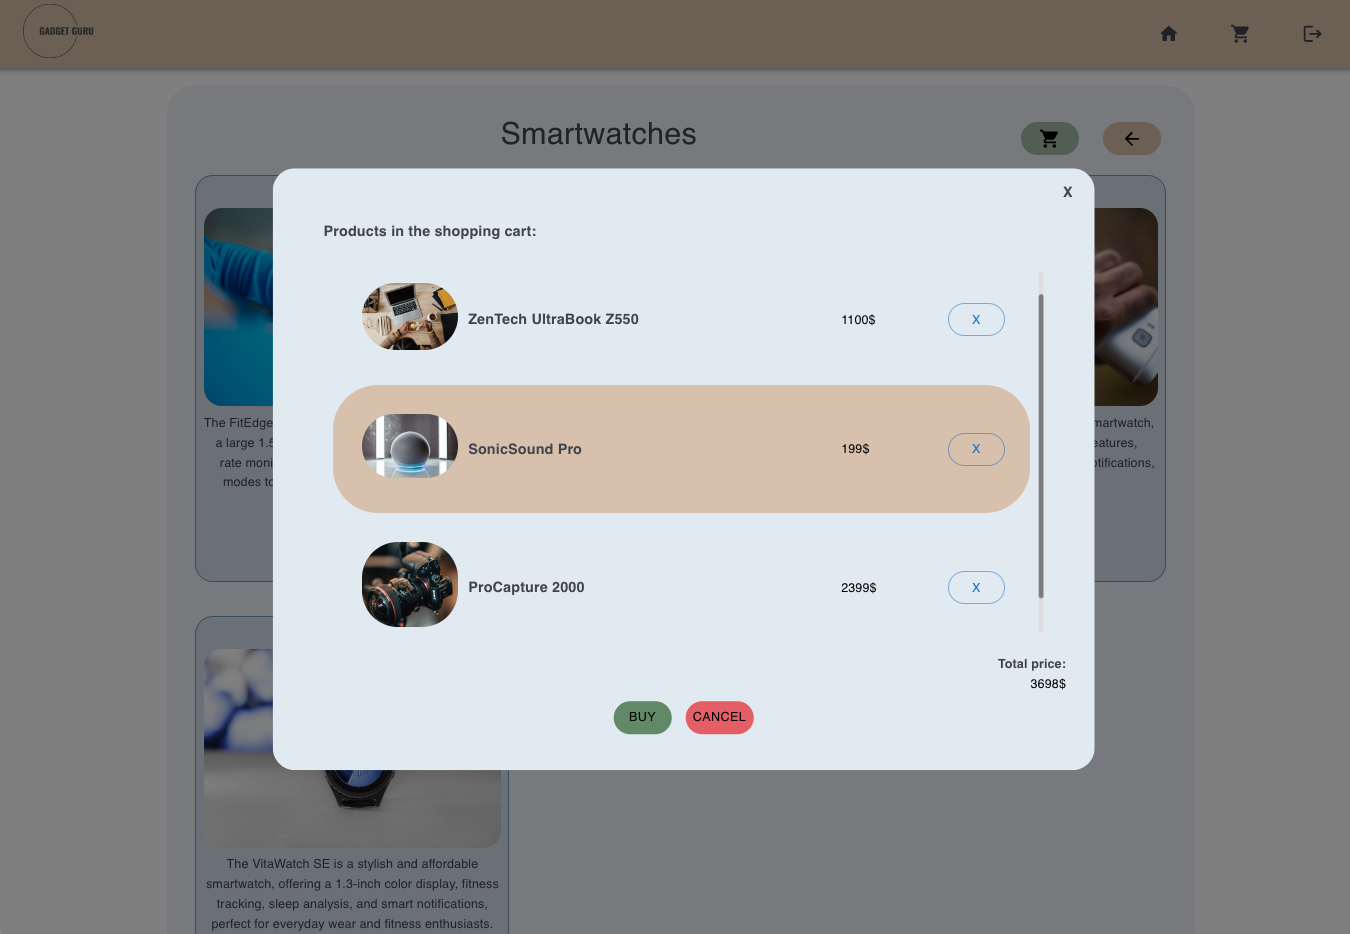 GADGET GURU
Smartwatches
X
Products in the shopping cart:
ZenTech UltraBook Z550
1100$
X
SonicSound Pro
199$
X
ProCapture 2000
2399$
X
Total price:
3698$
BUY
CANCEL
The FitEdge
a large 1.5
rate moni
modes to
martwatch,
eatures,
otifications,
The VitaWatch SE is a stylish and affordable
smartwatch, offering a 1.3-inch color display, fitness
tracking, sleep analysis, and smart notifications,
perfect for everyday wear and fitness enthusiasts.